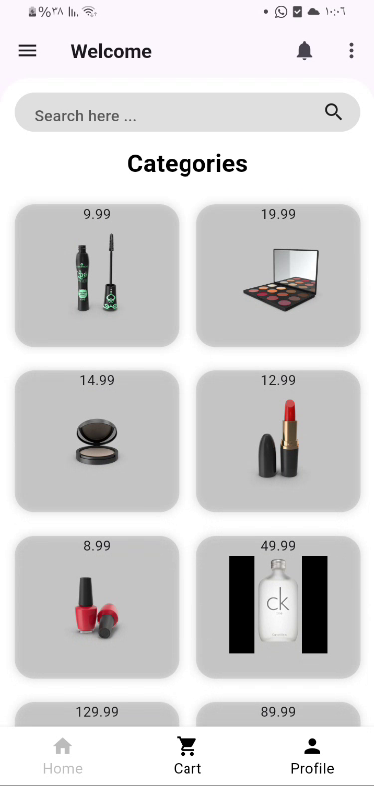 %٣٨ ١٠:٠٦
Welcome
Search here ...
Categories
9.99 19.99
14.99 12.99
8.99 49.99
ck
129.99 89.99
Home Cart Profile